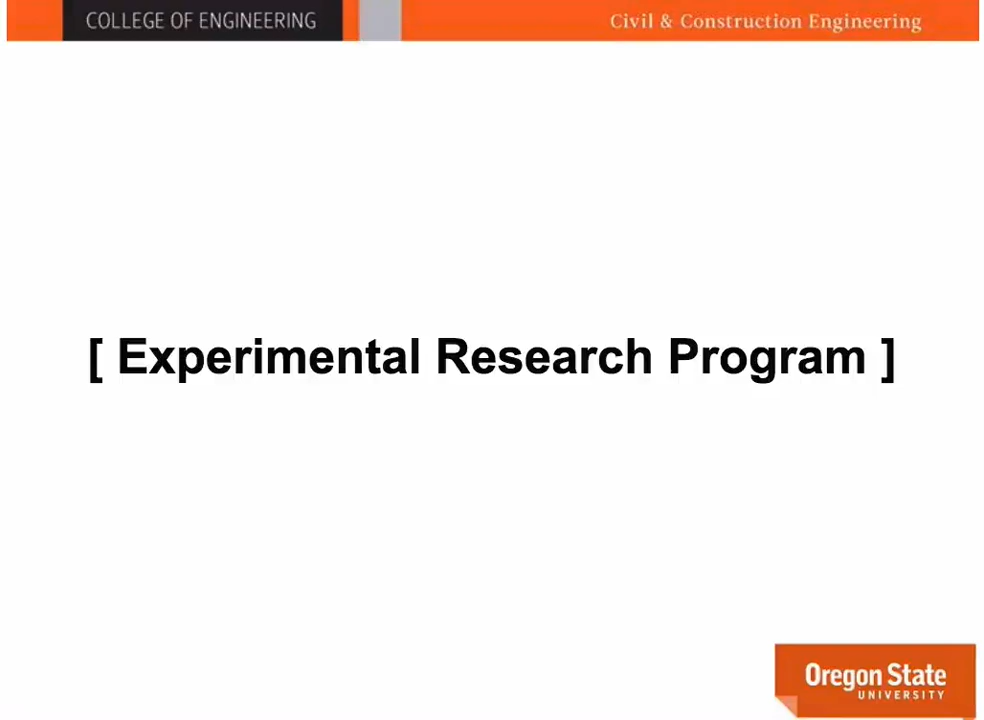 COLLEGE OF ENGINEERING
Civil & Construction Engineering
[ Experimental Research Program ]
Oregon State
UNIVERSITY